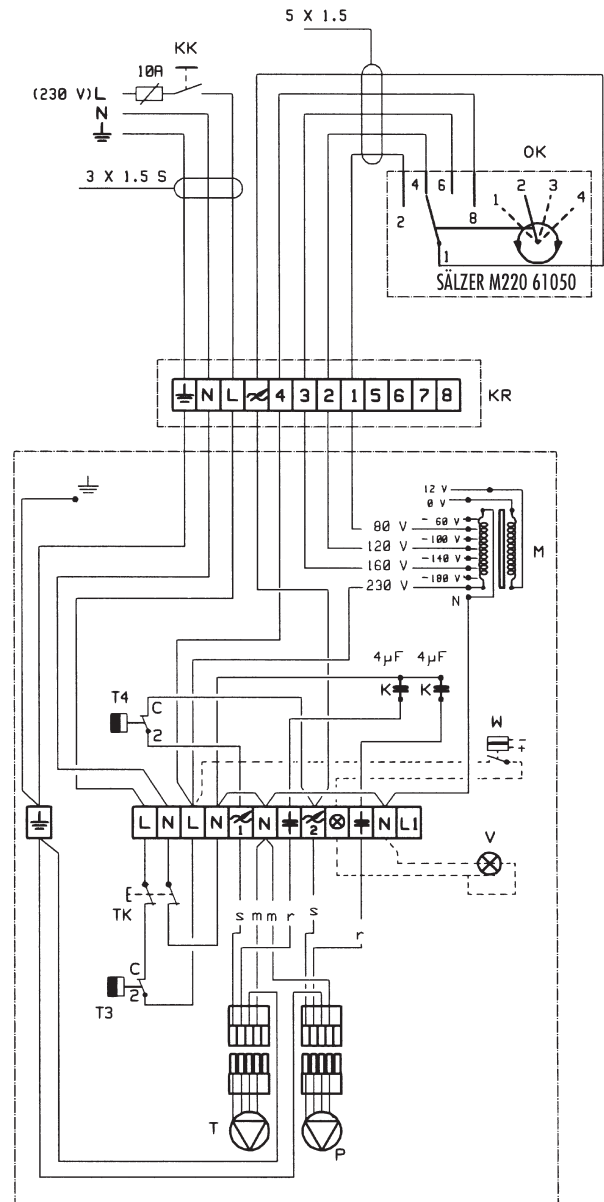 5 X 1.5
KK
10A
(230 V)L
N
3 X 1.5 S
OK
4 6 2 3
1 4
2 8
1
SÄLZER M220 61050
N L 4 3 2 1 5 6 7 8 KR
12 V
0 V
80 V - 60 V
120 V -100 V
160 V -140 V
230 V -180 V
M
N
4µF 4µF
T4 C K K
2
W
-
+
L N L N 1 N 2 N L1
V
E
TK
s m m r s
r
C
2
T3
T P